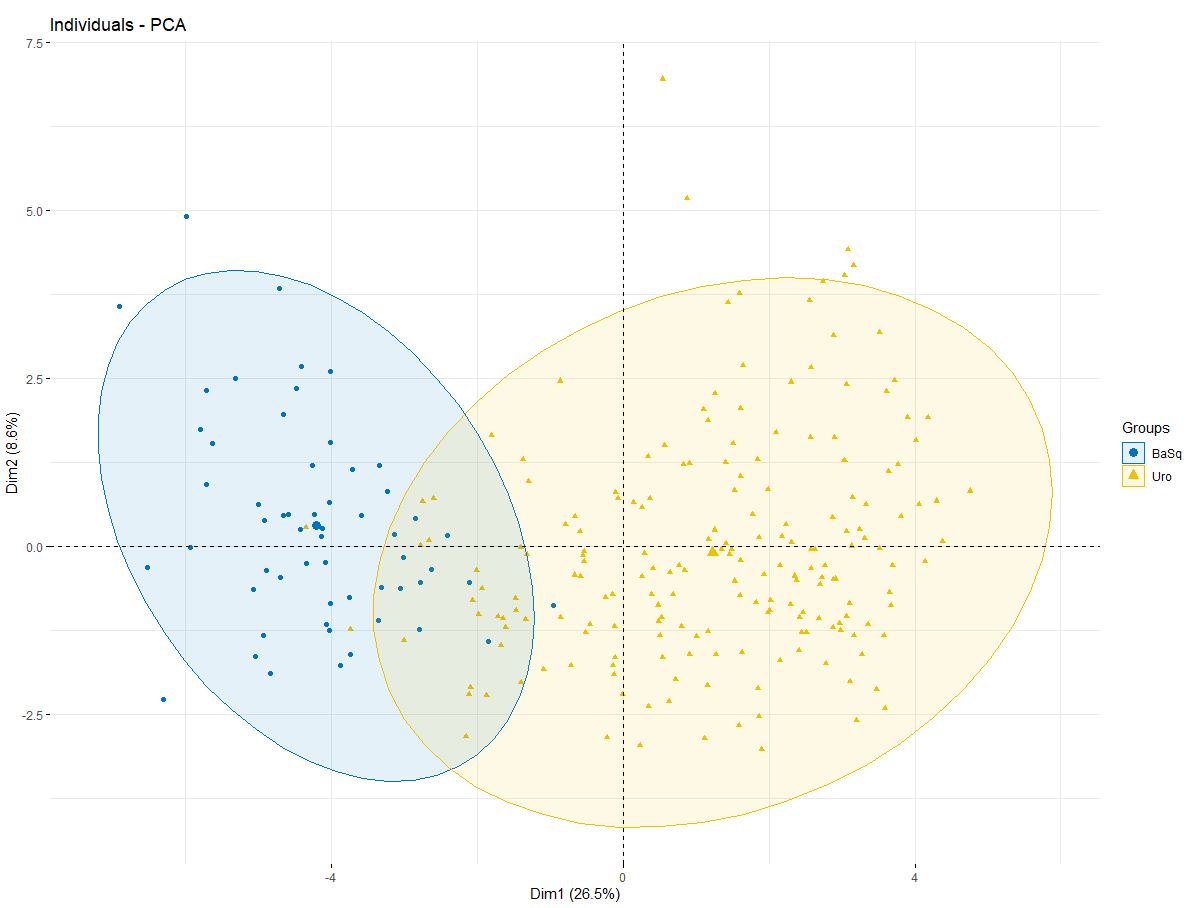 Individuals - PCA
7.5
5.0
2.5
0.0
-2.5
Dim2 (8.6%)
-4
0
4
Dim1 (26.5%)
Groups
BaSq
Uro